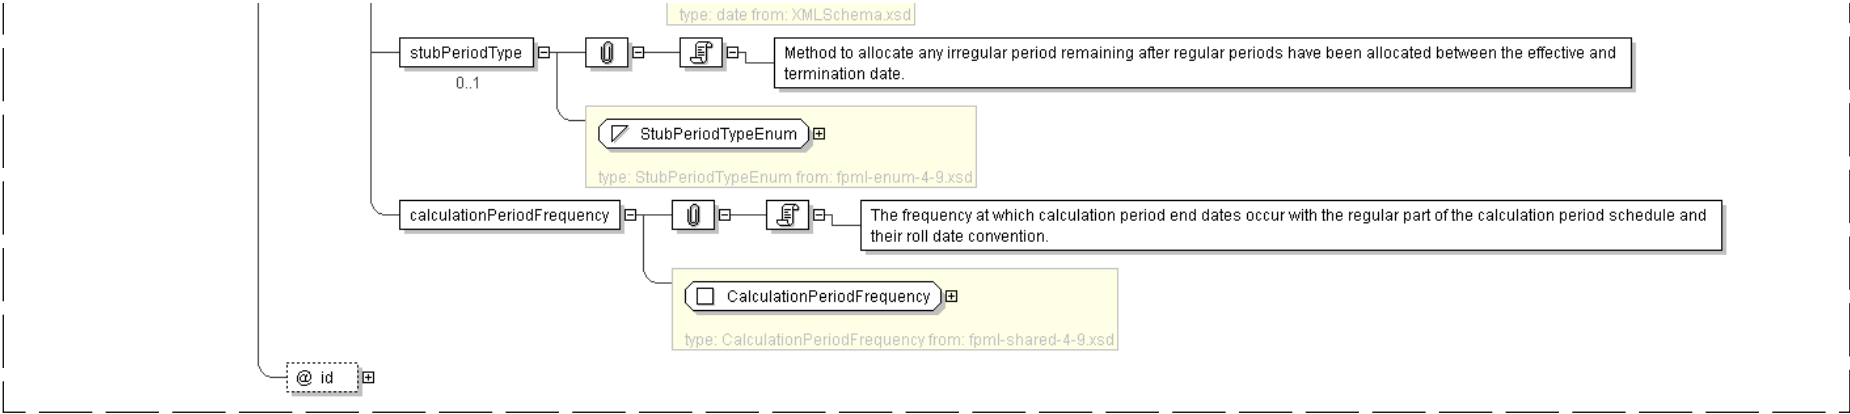 type: date from: XMLSchema.xsd
stubPeriodType
Method to allocate any irregular period remaining after regular periods have been allocated between the effective and
termination date.
0..1
StubPeriodTypeEnum
type: StubPeriodTypeEnum from: fpml-enum-4-9.xsd
calculationPeriodFrequency
The frequency at which calculation period end dates occur with the regular part of the calculation period schedule and
their roll date convention.
CalculationPeriodFrequency
type: CalculationPeriodFrequency from: fpml-shared-4-9.xsd
@ id